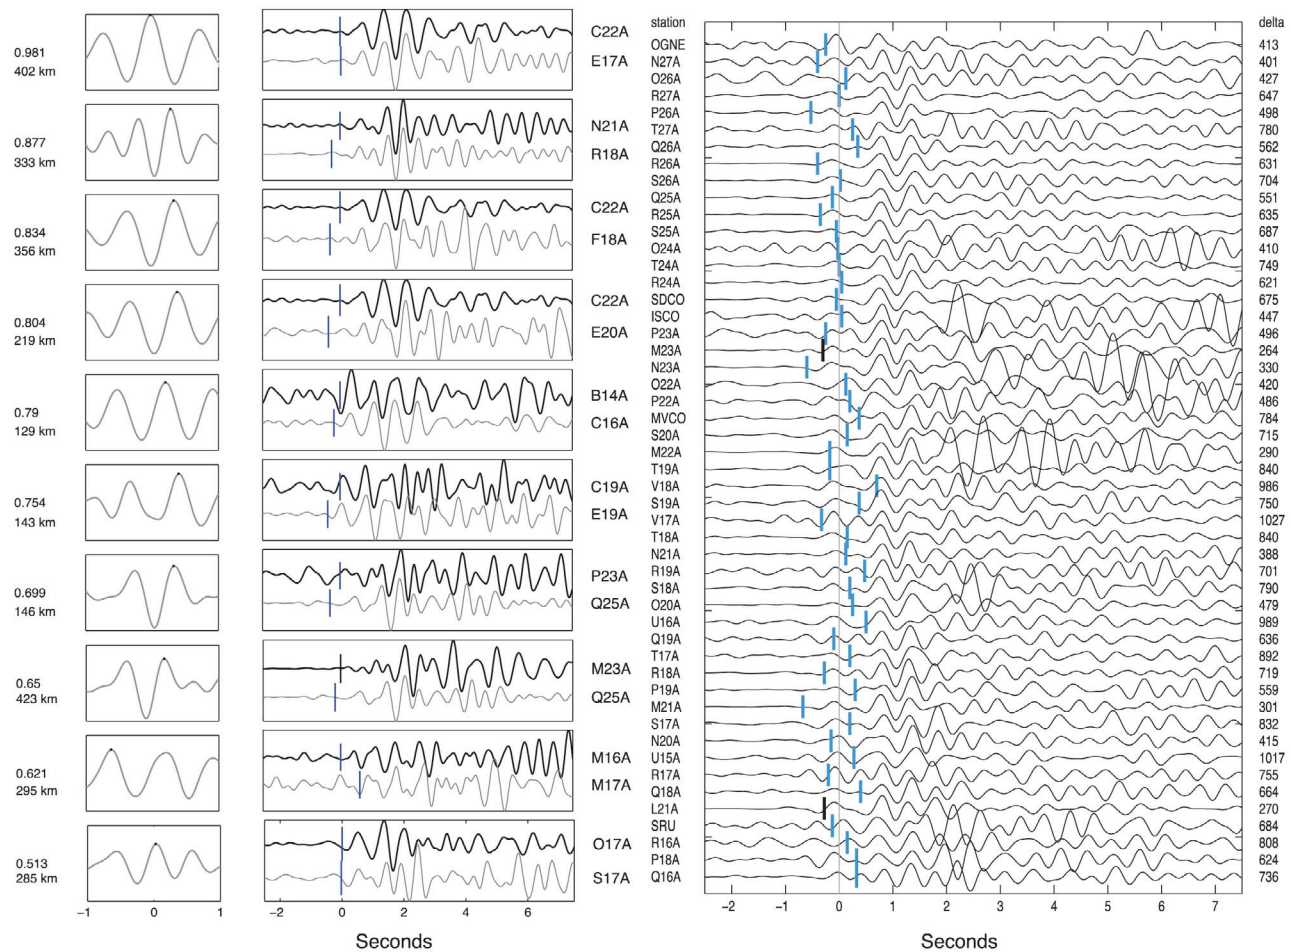 station delta
0.981
402 km
C22A
E17A
0.877
333 km
N21A
R18A
0.834
356 km
C22A
F18A
0.804
219 km
C22A
E20A
0.79
129 km
B14A
C16A
0.754
143 km
C19A
E19A
0.699
146 km
P23A
Q25A
0.65
423 km
M23A
Q25A
0.621
295 km
M16A
M17A
0.513
285 km
O17A
S17A
-1 0 1
-2 0 2 4 6
Seconds
OGNE 413
N27A 401
O26A 427
R27A 647
P26A 498
T27A 780
Q26A 562
R26A 631
S26A 704
Q25A 551
R25A 635
S25A 687
O24A 410
T24A 749
R24A 621
SDCO 675
ISCO 447
P23A 496
M23A 264
N23A 330
O22A 420
P22A 486
MVCO 784
S20A 715
M22A 290
T19A 840
V18A 986
S19A 750
V17A 1027
T18A 840
N21A 388
R19A 701
S18A 790
O20A 479
U16A 989
Q19A 636
T17A 892
R18A 719
P19A 559
M21A 301
S17A 832
N20A 415
U15A 1017
R17A 755
Q18A 664
L21A 270
SRU 684
R16A 808
P18A 624
Q16A 736
-2 -1 0 1 2 3 4 5 6 7
Seconds